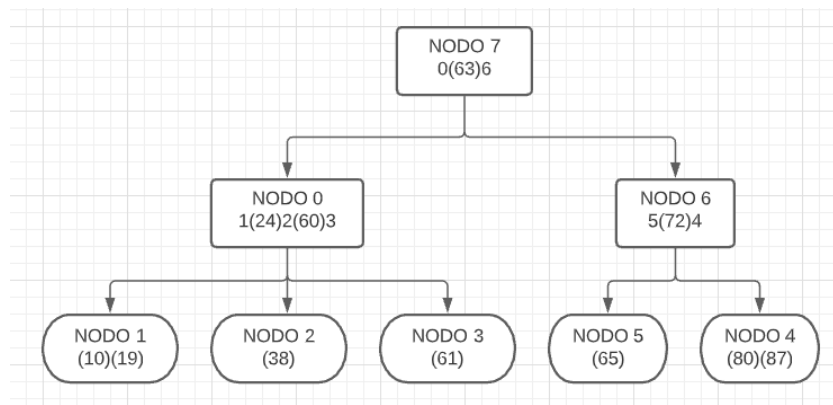 NODO 7
0(63)6
NODO 0
1(24)2(60)3
NODO 6
5(72)4
NODO 1
(10)(19)
NODO 2
(38)
NODO 3
(61)
NODO 5
(65)
NODO 4
(80)(87)